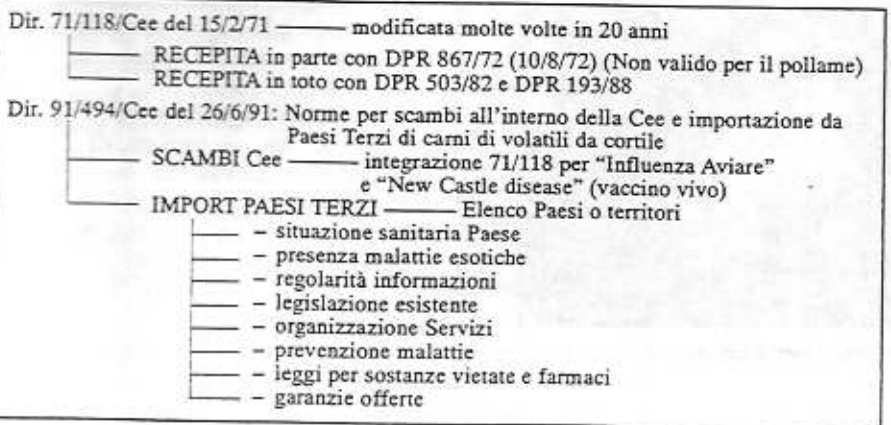 Dir. 71/118/Cee del 15/2/71 ——— modificata molte volte in 20 anni
RECEPITA in parte con DPR 867/72 (10/8/72) (Non valido per il pollame)
RECEPITA in toto con DPR 503/82 e DPR 193/88
Dir. 91/494/Cee del 26/6/91: Norme per scambi all'interno della Cee e importazione da
Paesi Terzi di carni di volatili da cortile
SCAMBI Cee ——— integrazione 71/118 per "Influenza Aviare"
e "New Castle disease" (vaccino vivo)
IMPORT PAESI TERZI ——— Elenco Paesi o territori
– situazione sanitaria Paese
– presenza malattie esotiche
– regolarità informazioni
– legislazione esistente
– organizzazione Servizi
– prevenzione malattie
– leggi per sostanze vietate e farmaci
– garanzie offerte